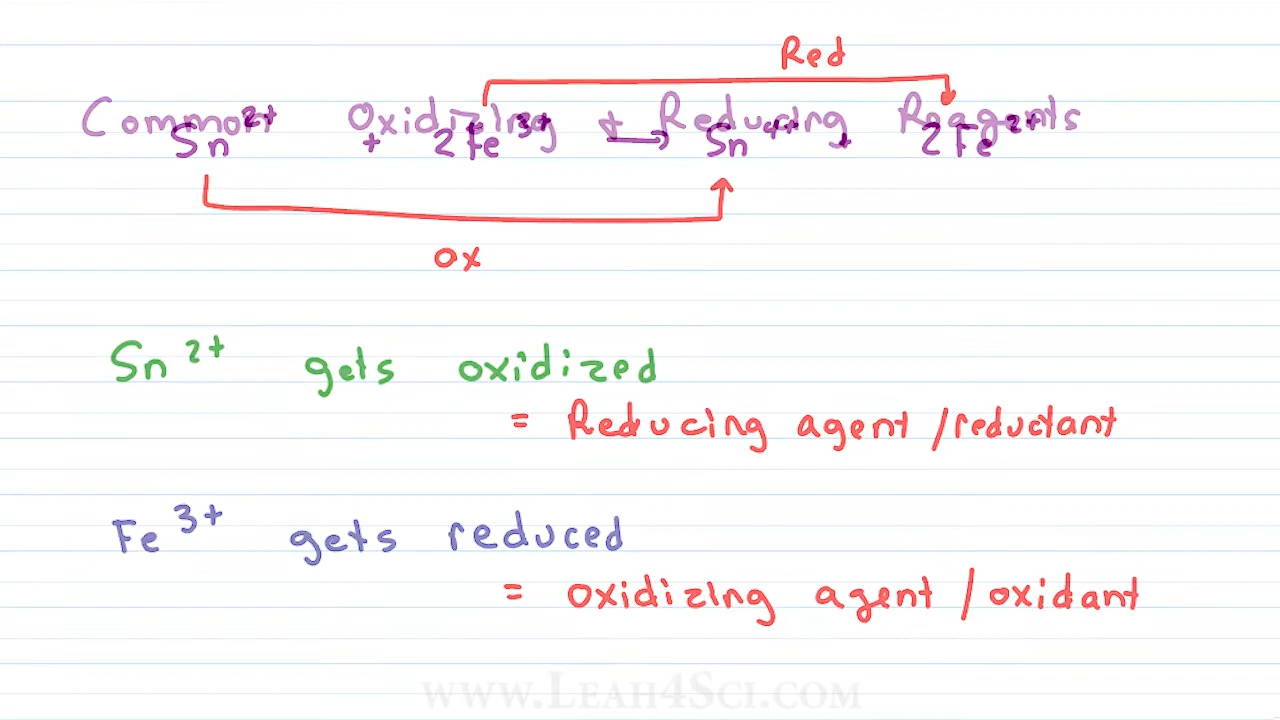 Red
Common Oxidizing + Reducing Reagents
Sn²⁺ + 2Fe³⁺ → Sn⁴⁺ + 2Fe²⁺
ox
Sn²⁺ gets oxidized
= Reducing agent /reductant
Fe³⁺ gets reduced
= oxidizing agent / oxidant
www.Leah4Sci.com